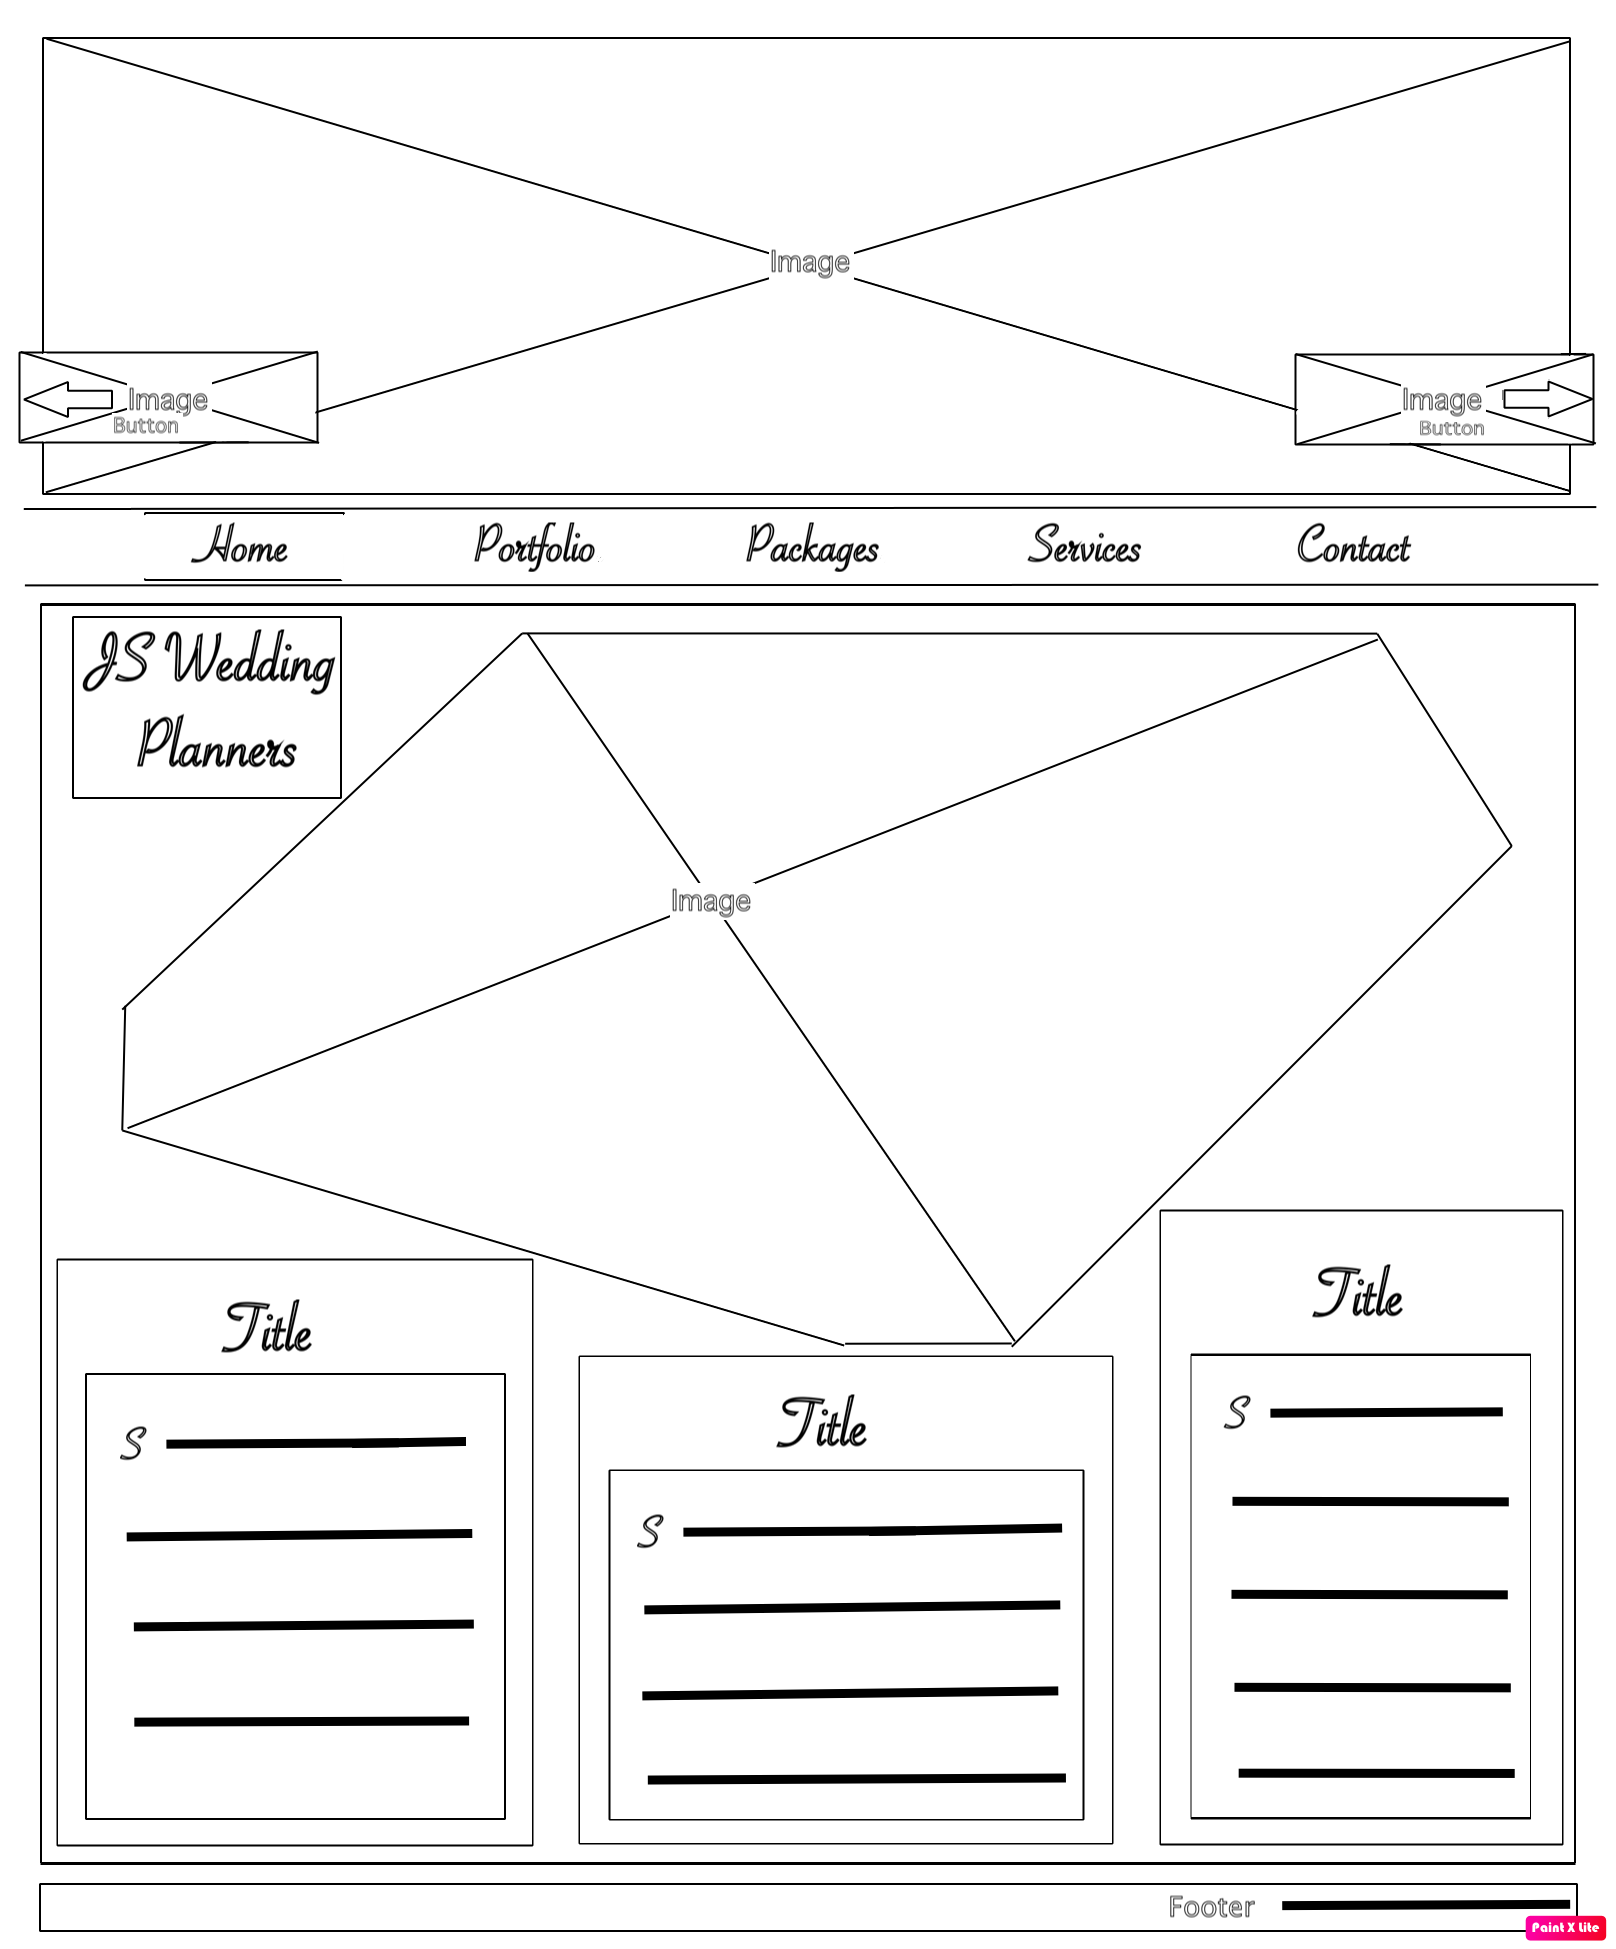 Image
Image
Button
Image
Button
Home Portfolio Packages Services Contact
JS Wedding
Planners
Image
Title
S
Title
S
Title
S
Footer
Paint X Lite